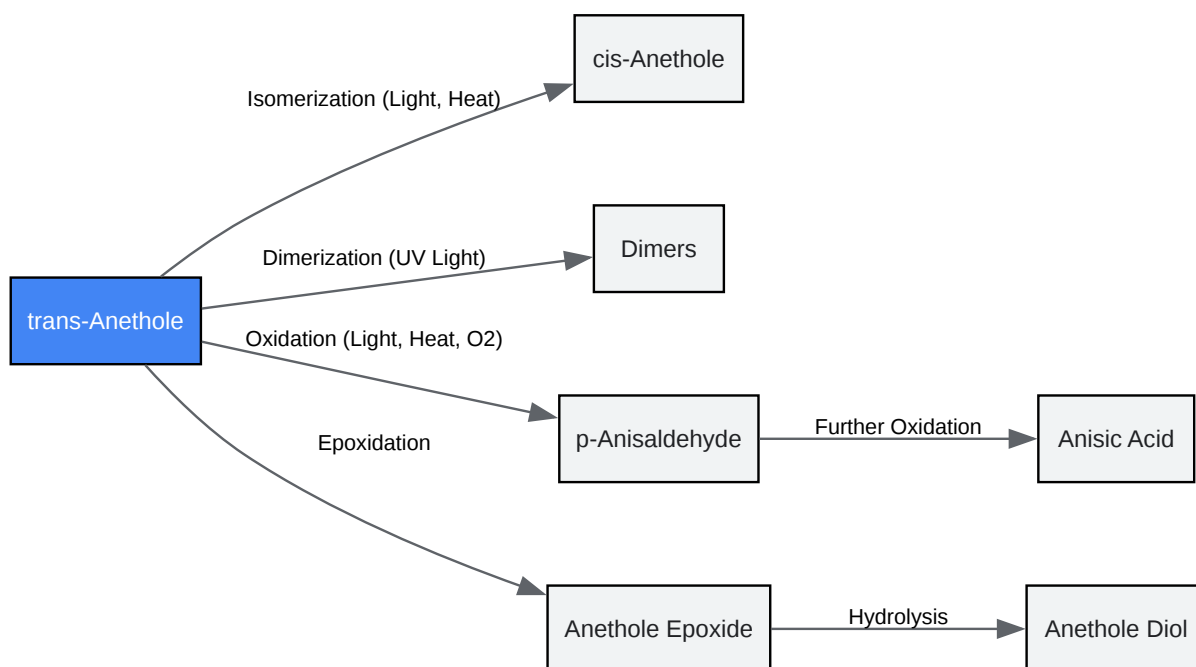 cis-Anethole
Isomerization (Light, Heat)
Dimers
Dimerization (UV Light)
trans-Anethole
Oxidation (Light, Heat, O2)
p-Anisaldehyde
Further Oxidation
Anisic Acid
Epoxidation
Anethole Epoxide
Hydrolysis
Anethole Diol